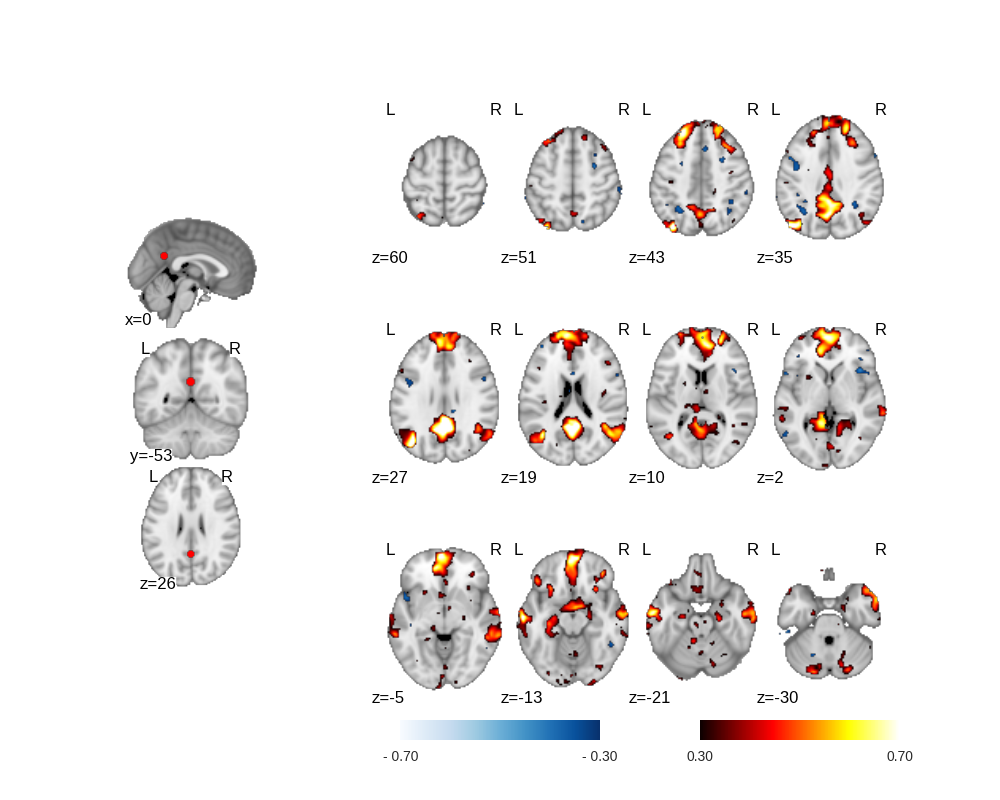 L R L R L R L R
z=60 z=51 z=43 z=35
x=0
L R
y=-53
L R
z=26
L R L R L R L R
z=27 z=19 z=10 z=2
L R L R L R L R
z=-5 z=-13 z=-21 z=-30
- 0.70 - 0.30 0.30 0.70